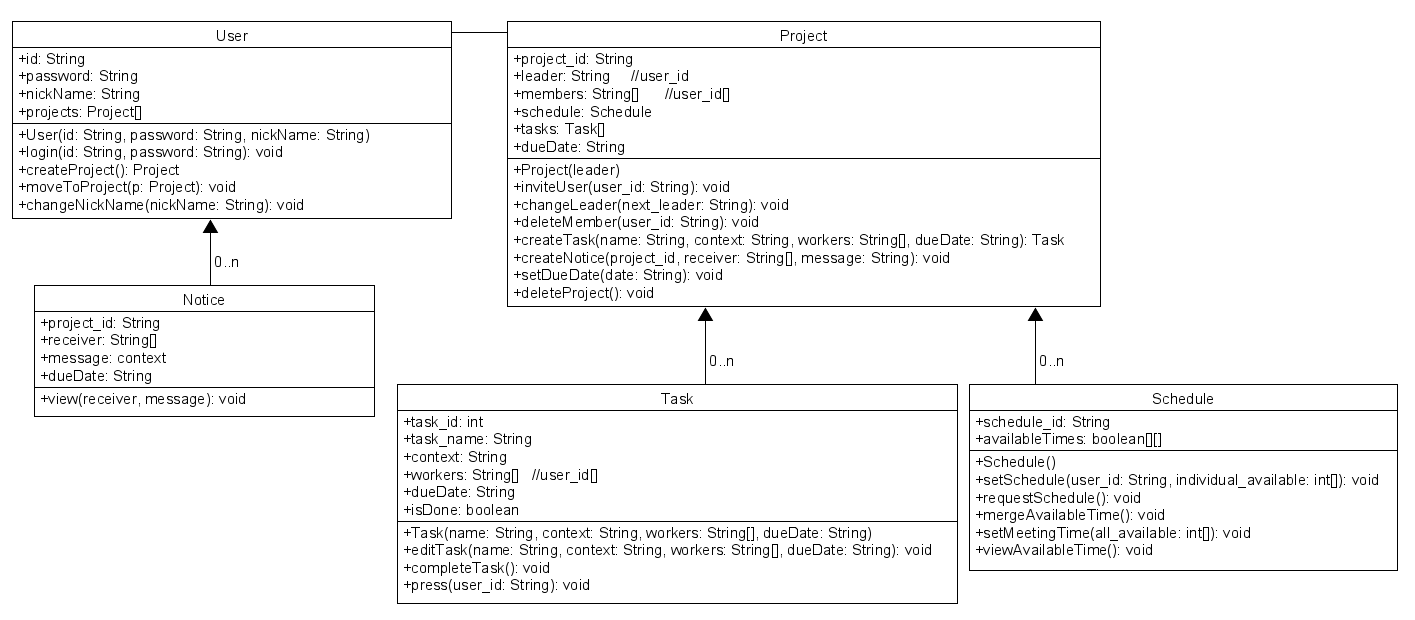 User
+id: String
+password: String
+nickName: String
+projects: Project[]
+User(id: String, password: String, nickName: String)
+login(id: String, password: String): void
+createProject(): Project
+moveToProject(p: Project): void
+changeNickName(nickName: String): void
Project
+project_id: String
+leader: String //user_id
+members: String[] //user_id[]
+schedule: Schedule
+tasks: Task[]
+dueDate: String
+Project(leader)
+inviteUser(user_id: String): void
+changeLeader(next_leader: String): void
+deleteMember(user_id: String): void
+createTask(name: String, context: String, workers: String[], dueDate: String): Task
+createNotice(project_id, receiver: String[], message: String): void
+setDueDate(date: String): void
+deleteProject(): void
0..n
Notice
+project_id: String
+receiver: String[]
+message: context
+dueDate: String
+view(receiver, message): void
0..n
Task
+task_id: int
+task_name: String
+context: String
+workers: String[] //user_id[]
+dueDate: String
+isDone: boolean
+Task(name: String, context: String, workers: String[], dueDate: String)
+editTask(name: String, context: String, workers: String[], dueDate: String): void
+completeTask(): void
+press(user_id: String): void
0..n
Schedule
+schedule_id: String
+availableTimes: boolean[][]
+Schedule()
+setSchedule(user_id: String, individual_available: int[]): void
+requestSchedule(): void
+mergeAvailableTime(): void
+setMeetingTime(all_available: int[]): void
+viewAvailableTime(): void